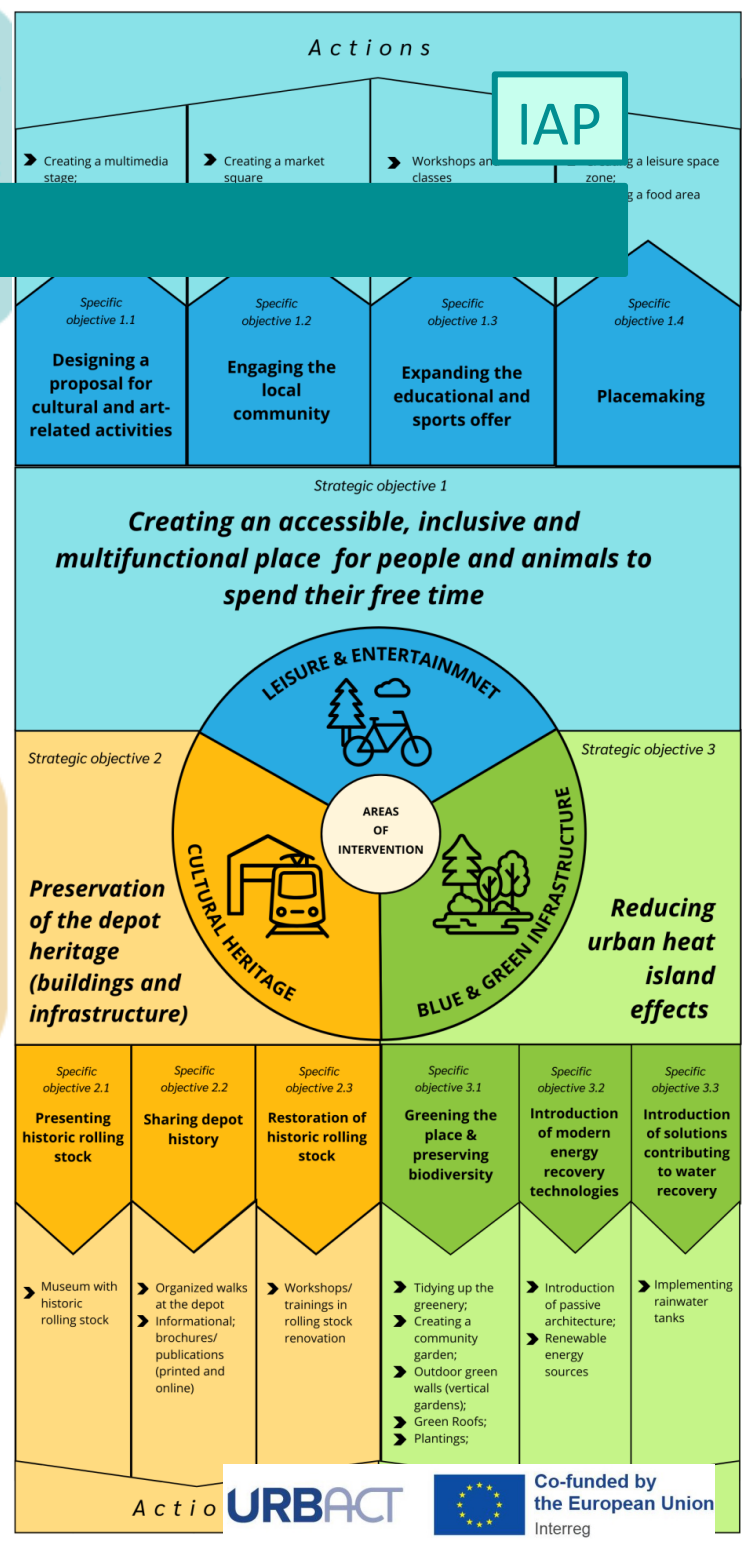 Actions
IAP
Creating a multimedia
stage;
Creating a market
square
Workshops and
classes
a leisure space
zone;
a food area
Specific
objective 1.1
Designing a
proposal for
cultural and art-
related activities
Specific
objective 1.2
Engaging the
local
community
Specific
objective 1.3
Expanding the
educational and
sports offer
Specific
objective 1.4
Placemaking
Strategic objective 1
Creating an accessible, inclusive and
multifunctional place for people and animals to
spend their free time
LEISURE & ENTERTAINMNET
Strategic objective 2
Preservation
of the depot
heritage
(buildings and
infrastructure)
CULTURAL HERITAGE
AREAS
OF
INTERVENTION
BLUE & GREEN INFRASTRUCTURE
Strategic objective 3
Reducing
urban heat
island
effects
Specific
objective 2.1
Presenting
historic rolling
stock
Specific
objective 2.2
Sharing depot
history
Specific
objective 2.3
Restoration of
historic rolling
stock
Specific
objective 3.1
Greening the
place &
preserving
biodiversity
Specific
objective 3.2
Introduction
of modern
energy
recovery
technologies
Specific
objective 3.3
Introduction
of solutions
contributing
to water
recovery
Museum with
historic
rolling stock
Organized walks
at the depot
Informational;
brochures/
publications
(printed and
online)
Workshops/
trainings in
rolling stock
renovation
Tidying up the
greenery;
Creating a
community
garden;
Outdoor green
walls (vertical
gardens);
Green Roofs;
Plantings;
Introduction
of passive
architecture;
Renewable
energy
sources
Implementing
rainwater
tanks
Actio
URBACT
Co-funded by
the European Union
Interreg